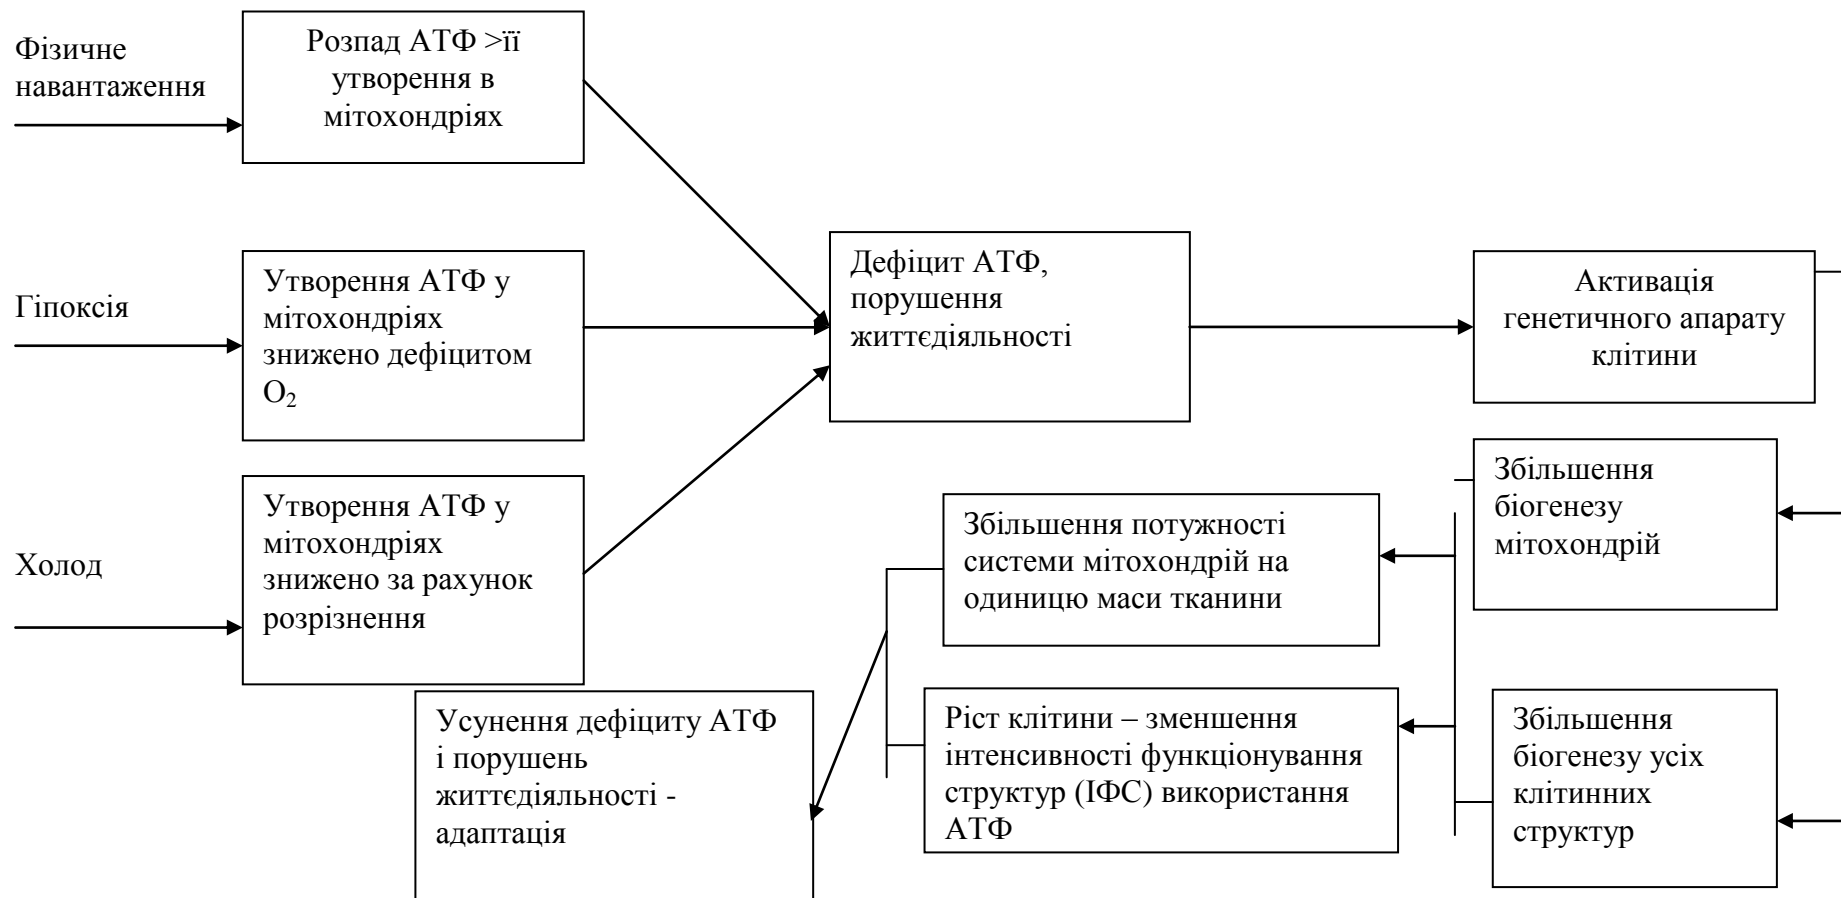 Фізичне
навантаження
Розпад АТФ >її
утворення в
мітохондріях
Гіпоксія
Утворення АТФ у
мітохондріях
знижено дефіцитом
О₂
Холод
Утворення АТФ у
мітохондріях
знижено за рахунок
розрізнення
Дефіцит АТФ,
порушення
життєдіяльності
Активація
генетичного апарату
клітини
Збільшення
біогенезу
мітохондрій
Збільшення
біогенезу усіх
клітинних
структур
Збільшення потужності
системи мітохондрій на
одиницю маси тканини
Ріст клітини – зменшення
інтенсивності функціонування
структур (ІФС) використання
АТФ
Усунення дефіциту АТФ
і порушень
життєдіяльності -
адаптація